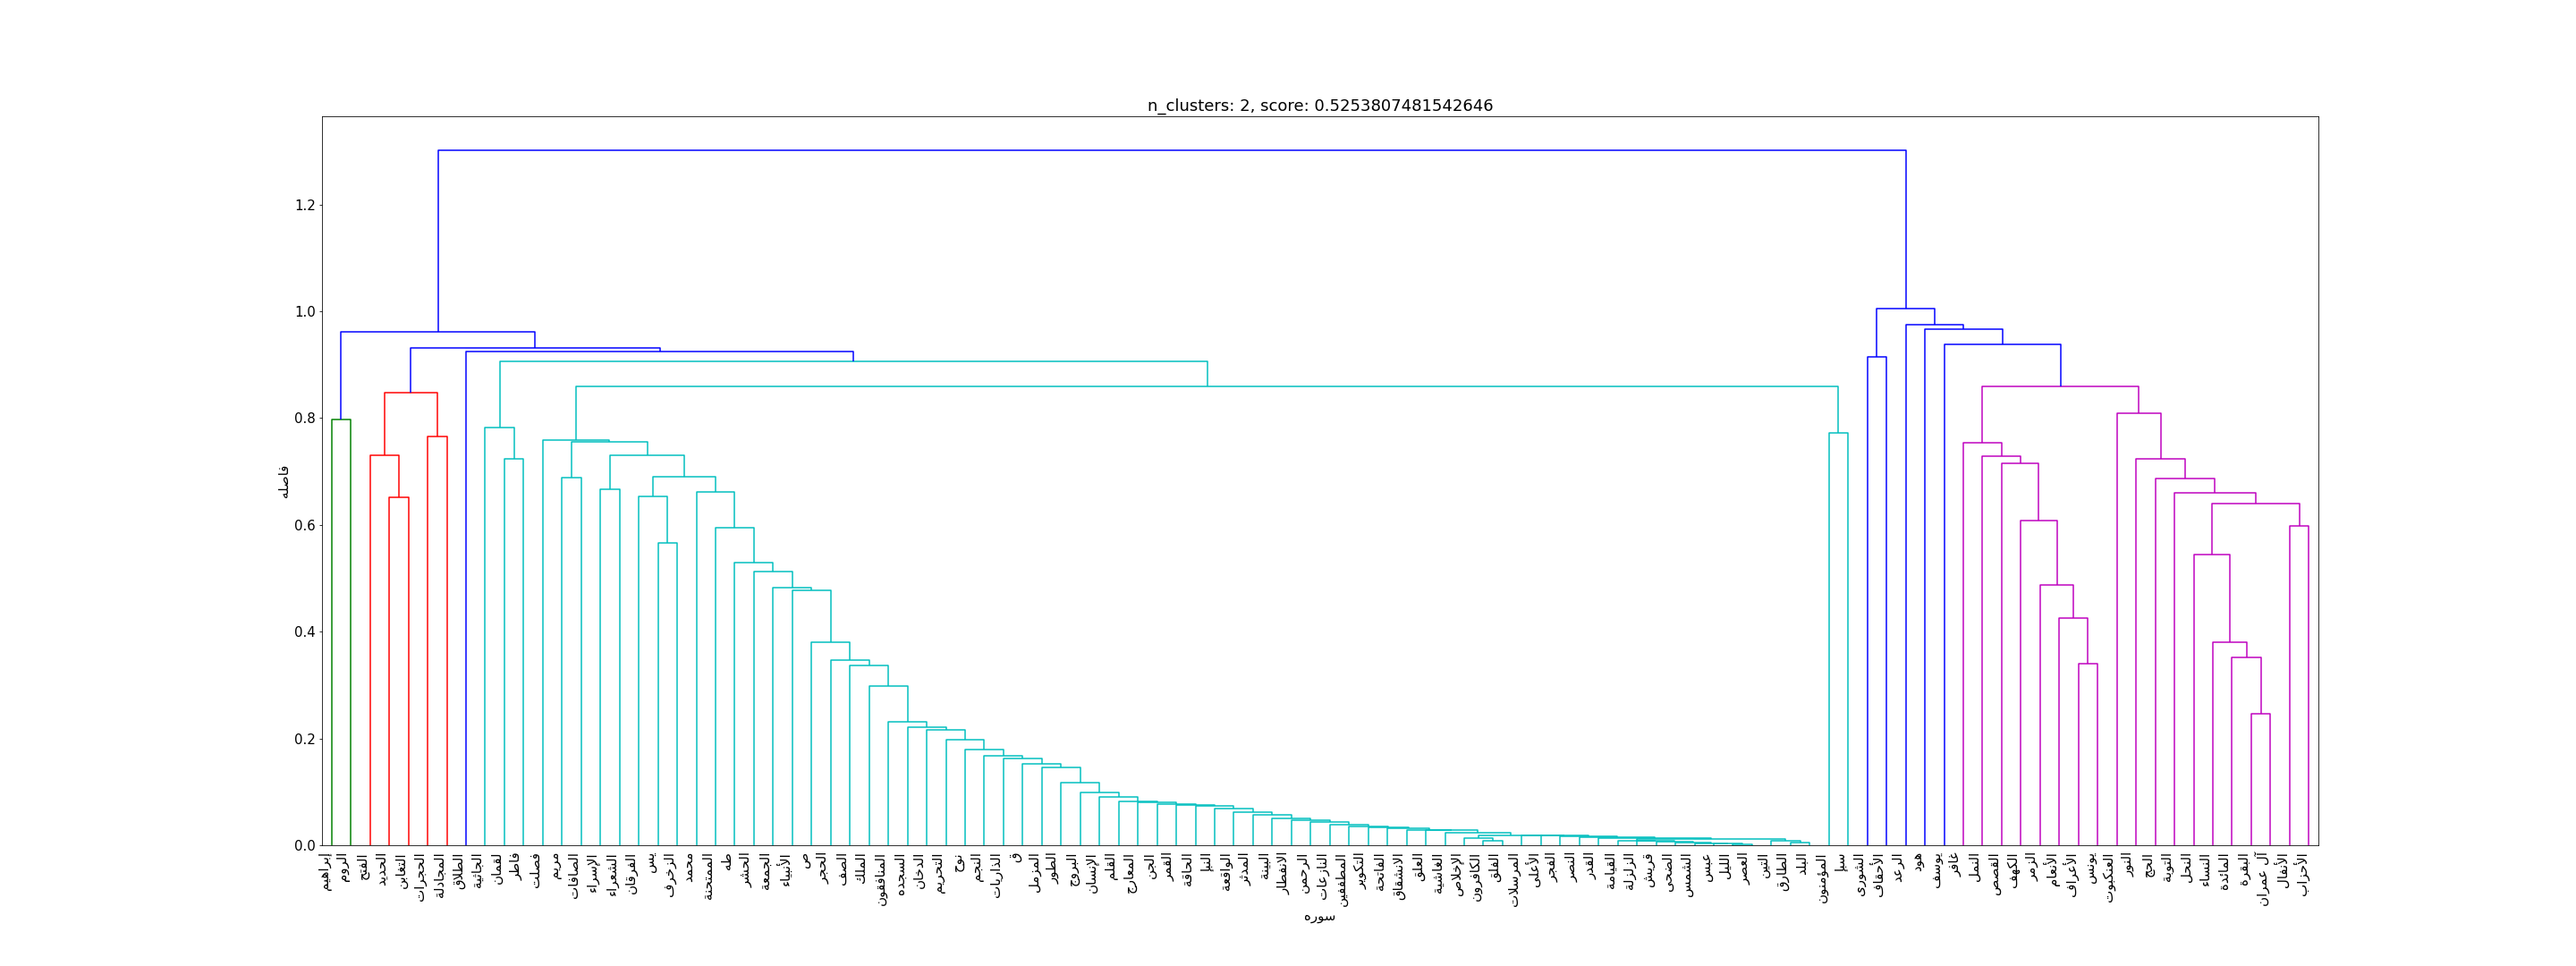 n_clusters: 2, score: 0.5253807481542646
1.2
1.0
0.8
0.6
0.4
0.2
0.0
فاصله
إبراهيم
الروم
الفتح
الحديد
التغابن
الحجرات
المجادلة
الطلاق
الجاثية
لقمان
فاطر
فصلت
مريم
الصافات
الإسراء
الشعراء
الفرقان
يس
الزخرف
محمد
الممتحنة
طه
الحشر
الجمعة
الأنبياء
ص
الحجر
الصف
الملك
المنافقون
السجده
الدخان
التحريم
نوح
النجم
الذاريات
ق
المزمل
الطور
البروج
الإنسان
القلم
المعارج
الجن
القمر
الحاقة
النبإ
الواقعة
المدثر
البينة
الانفطار
الرحمن
النازعات
المطففين
التكوير
الفاتحة
الانشقاق
العلق
الغاشية
الإخلاص
الكافرون
الفلق
المرسلات
الأعلى
الفجر
النصر
القدر
القيامة
الزلزلة
قريش
الضحى
الشمس
عبس
الليل
العصر
التين
الطارق
البلد
المؤمنون
سبإ
الشورى
الأحقاف
الرعد
هود
يوسف
غافر
النمل
القصص
الكهف
الزمر
الأنعام
الأعراف
يونس
العنكبوت
النور
الحج
التوبة
النحل
النساء
المائدة
البقرة
آل عمران
الأنفال
الأحزاب
سوره